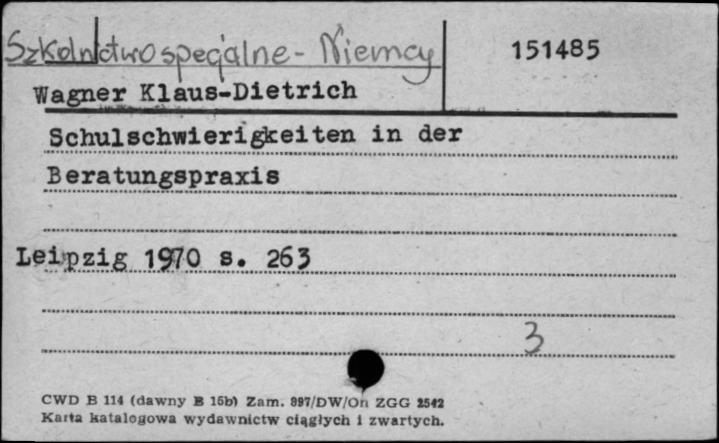 Szkolnictwo specjalne - Niemcy
151485
Wagner Klaus-Dietrich
Schulschwierigkeiten in der
Beratungspraxis
Leipzig 1970 s. 263
3
CWD B 114 (dawny B 16b) Zam. 897/DW/On ZGG 2542
Karta katalogowa wydawnictw ciągłych i zwartych.